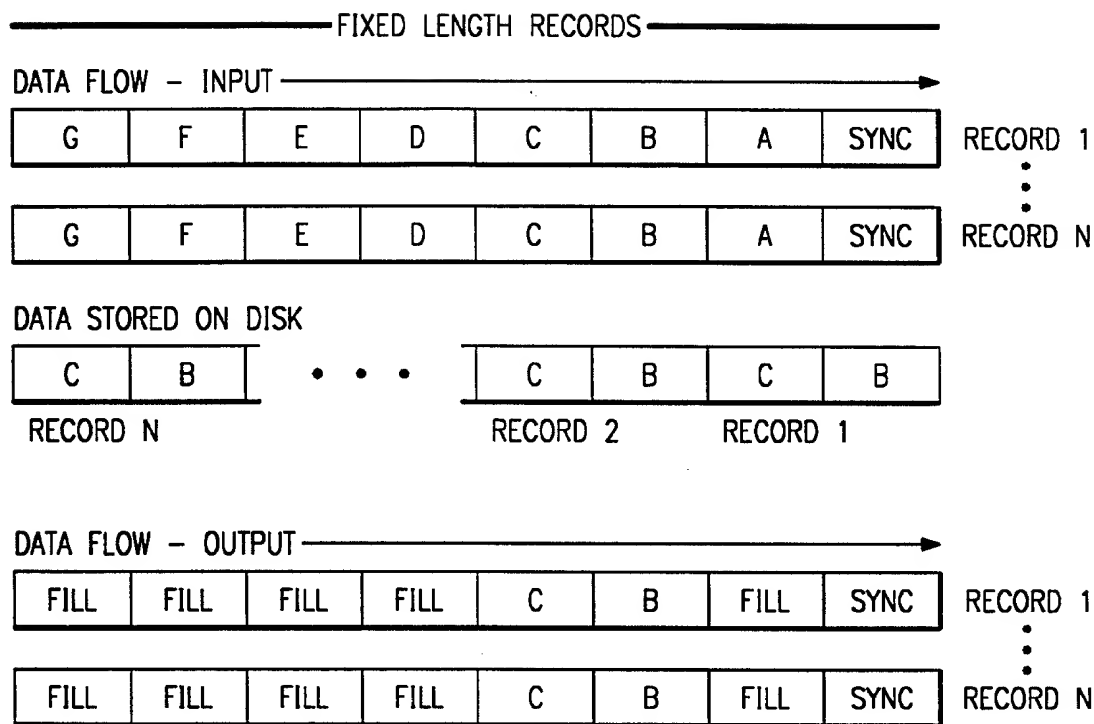 FIXED LENGTH RECORDS
DATA FLOW - INPUT
G F E D C B A SYNC RECORD 1
G F E D C B A SYNC RECORD N
DATA STORED ON DISK
C B • • • C B C B
RECORD N RECORD 2 RECORD 1
DATA FLOW - OUTPUT
FILL FILL FILL FILL C B FILL SYNC RECORD 1
FILL FILL FILL FILL C B FILL SYNC RECORD N